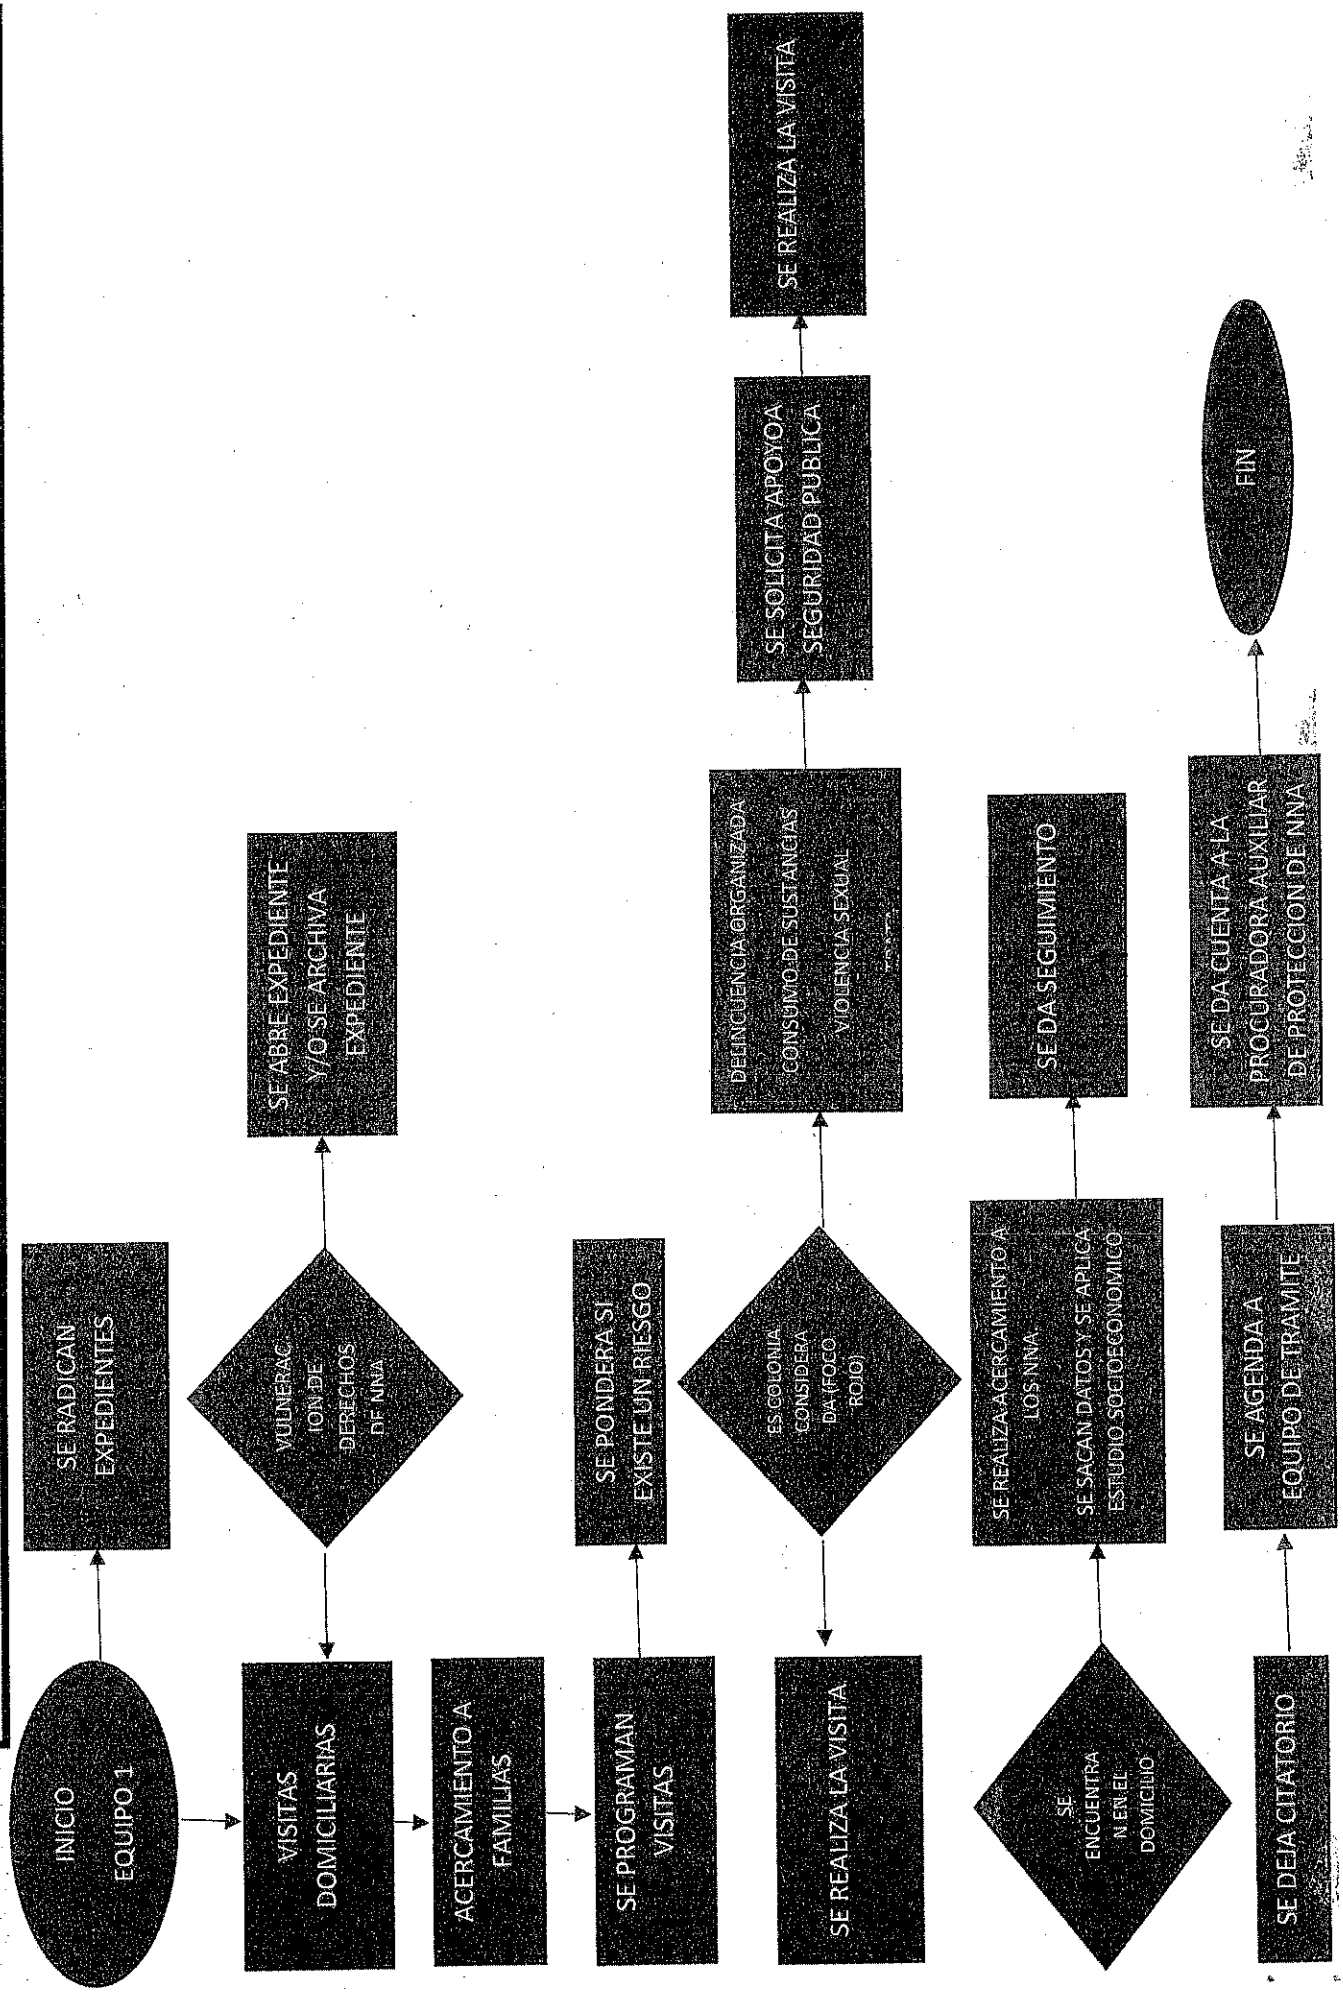 INICIO
EQUIPO 1
SE RADICAN
EXPEDIENTES
VISITAS
DOMICILIARIAS
VULNERAC
ION DE
DERECHOS
DE NNA
SE ABRE EXPEDIENTE
Y/O SE ARCHIVA
EXPEDIENTE
ACERCAMIENTO A
FAMILIAS
SE PROGRAMAN
VISITAS
SE PONDERA SI
EXISTE UN RIESGO
SE REALIZA LA VISITA
ES COLONIA
CONSIDERA
DA (FOCO
ROJO)
DELINCUENCIA ORGANIZADA
CONSUMO DE SUSTANCIAS
VIOLENCIA SEXUAL
SE SOLICITA APOYO A
SEGURIDAD PUBLICA
SE REALIZA LA VISITA
SE
ENCUENTRA
N EN EL
DOMICILIO
SE REALIZA ACERCAMIENTO A
LOS NNA
SE SACAN DATOS Y SE APLICA
ESTUDIO SOCIOECONOMICO
SE DA SEGUIMIENTO
SE DEJA CITATORIO
SE AGENDA A
EQUIPO DE TRAMITE
SE DA CUENTA A LA
PROCURADORA AUXILIAR
DE PROTECCION DE NNA
FIN